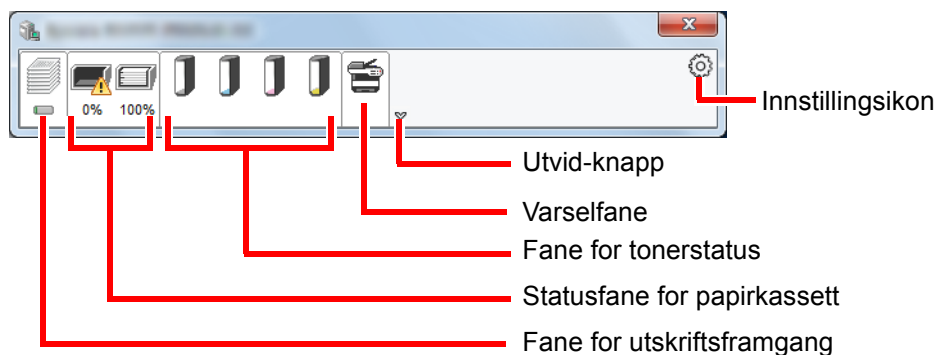 0% 100%
Innstillingsikon
Utvid-knapp
Varselfane
Fane for tonerstatus
Statusfane for papirkassett
Fane for utskriftsframgang